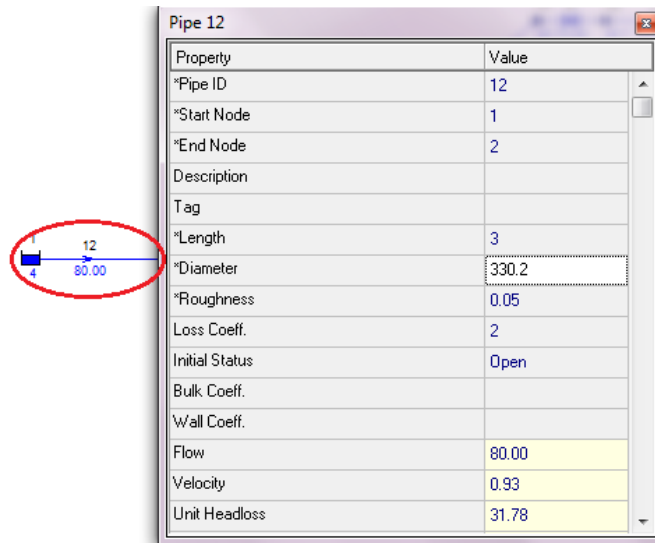 Pipe 12
Property Value
*Pipe ID 12
*Start Node 1
*End Node 2
Description
Tag
*Length 3
*Diameter 330.2
*Roughness 0.05
Loss Coeff. 2
Initial Status Open
Bulk Coeff.
Wall Coeff.
Flow 80.00
Velocity 0.93
Unit Headloss 31.78
12
4 80.00